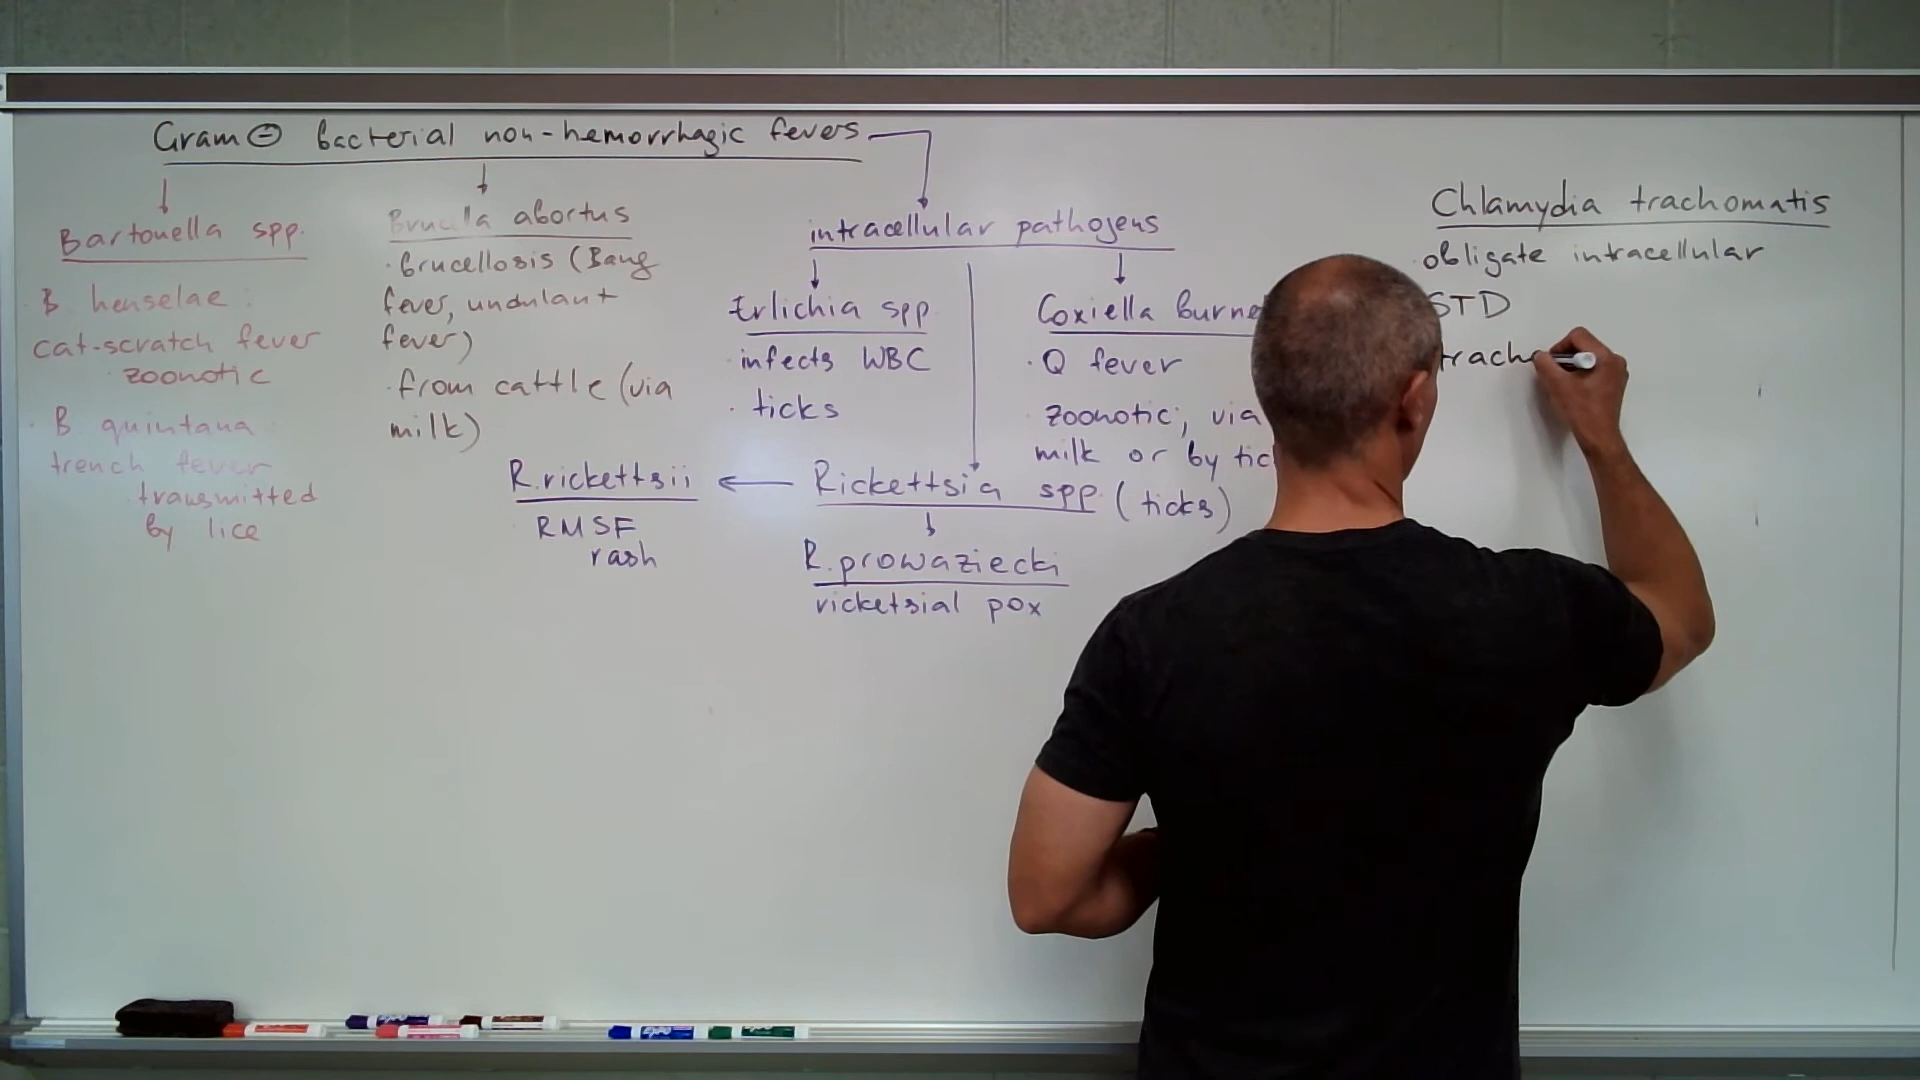 Gram ⊖ bacterial non-hemorrhagic fevers
Bartonella spp.
· B henselae :
cat-scratch fever
· zoonotic
· B quintana
trench fever
transmitted
by lice
Brucella abortus
· brucellosis (Bang
fever, undulant
fever)
· from cattle (via
milk)
intracellular pathogens
Erlichia spp
· infects WBC
· ticks
Coxiella burne
· Q fever
zoonotic, via
milk or by tic
Rickettsia spp. (ticks)
R. rickettsii
RMSF
rash
R. prowaziecki
ricketsial pox
Chlamydia trachomatis
· obligate intracellular
STD
tracho